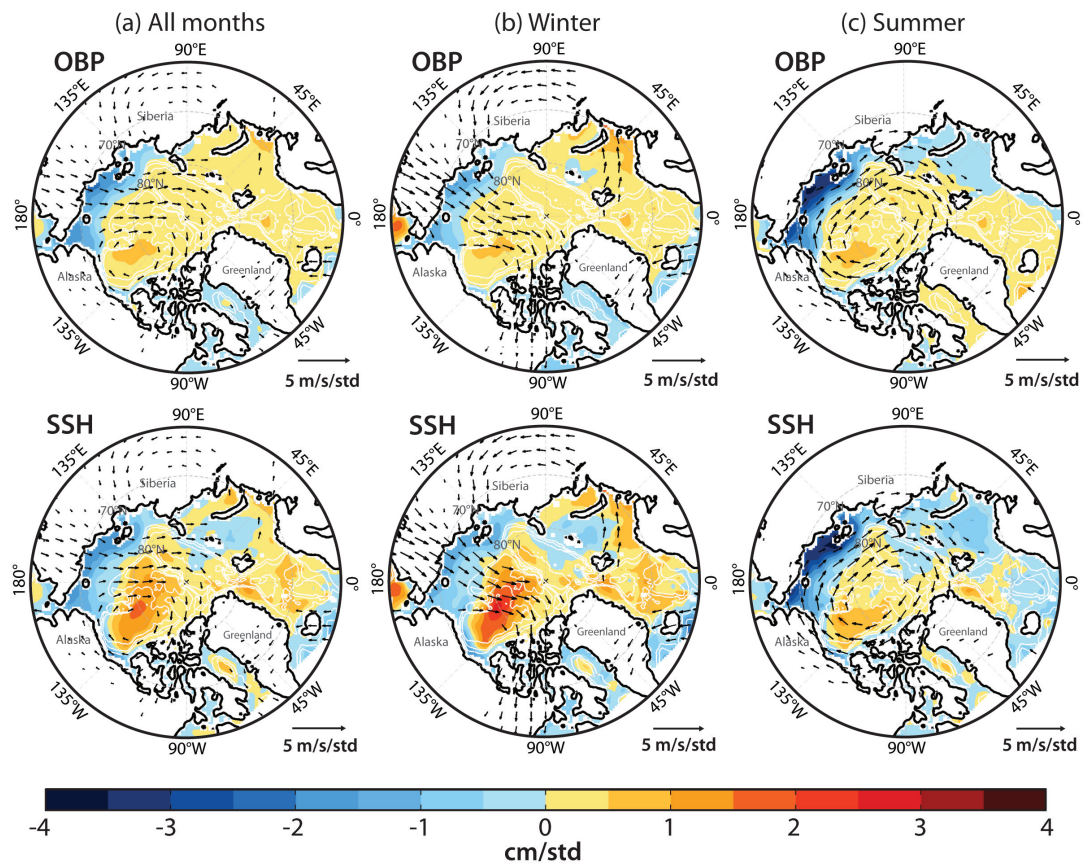 (a) All months
(b) Winter
(c) Summer
OBP
90°E
135°E
45°E
Siberia
70°N
80°N
180°
0°
Alaska
Greenland
135°W
45°W
90°W
5 m/s/std
OBP
90°E
135°E
45°E
Siberia
70°N
80°N
180°
0°
Alaska
Greenland
135°W
45°W
90°W
5 m/s/std
OBP
90°E
135°E
45°E
Siberia
70°N
80°N
180°
0°
Alaska
Greenland
135°W
45°W
90°W
5 m/s/std
SSH
90°E
135°E
45°E
Siberia
70°N
80°N
180°
0°
Alaska
Greenland
135°W
45°W
90°W
5 m/s/std
SSH
90°E
135°E
45°E
Siberia
70°N
80°N
180°
0°
Alaska
Greenland
135°W
45°W
90°W
5 m/s/std
SSH
90°E
135°E
45°E
Siberia
70°N
80°N
180°
0°
Alaska
Greenland
135°W
45°W
90°W
5 m/s/std
-4 -3 -2 -1 0 1 2 3 4
cm/std